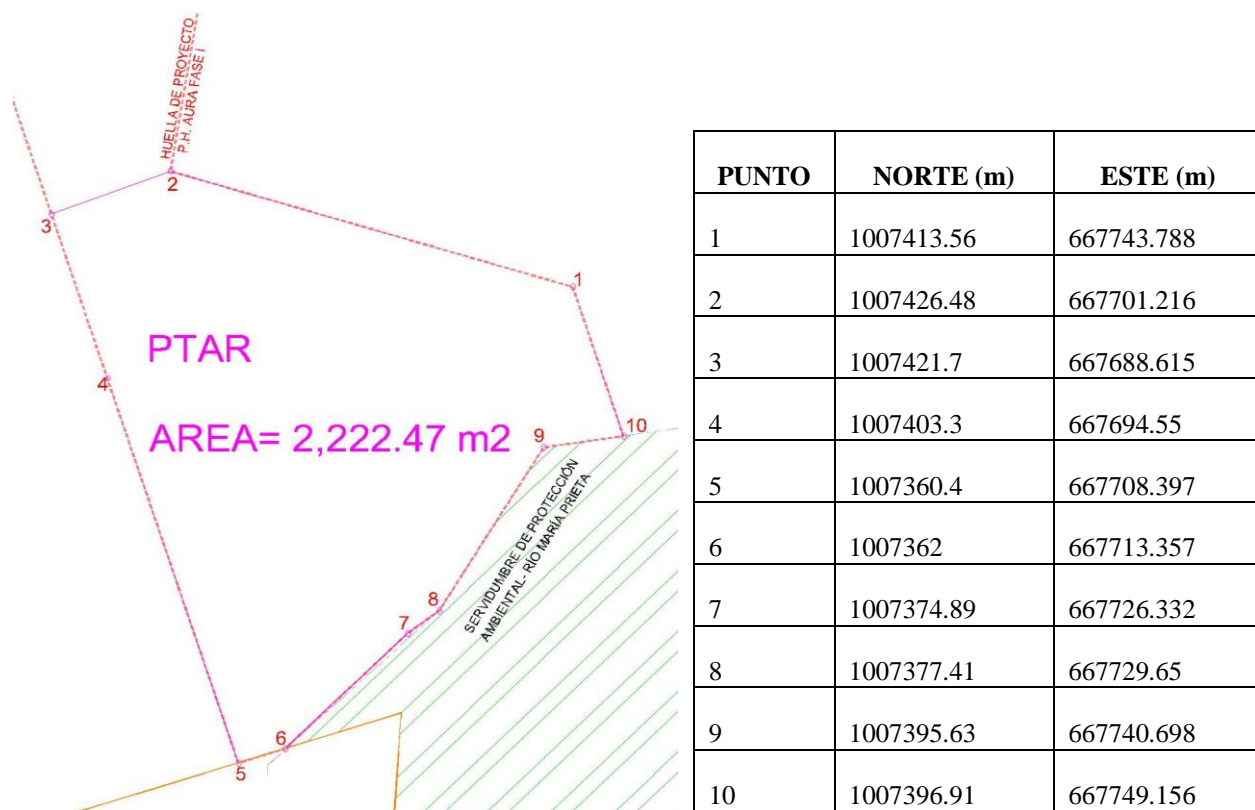 HUELLA DE PROYECTO
P.H. AURA FASE I
2
3
1
PTAR
4
AREA= 2,222.47 m2
9
10
SERVIDUMBRE DE PROTECCIÓN
AMBIENTAL- RÍO MARÍA PRIETA
8
7
6
5
PUNTO NORTE (m) ESTE (m)
1 1007413.56 667743.788
2 1007426.48 667701.216
3 1007421.7 667688.615
4 1007403.3 667694.55
5 1007360.4 667708.397
6 1007362 667713.357
7 1007374.89 667726.332
8 1007377.41 667729.65
9 1007395.63 667740.698
10 1007396.91 667749.156